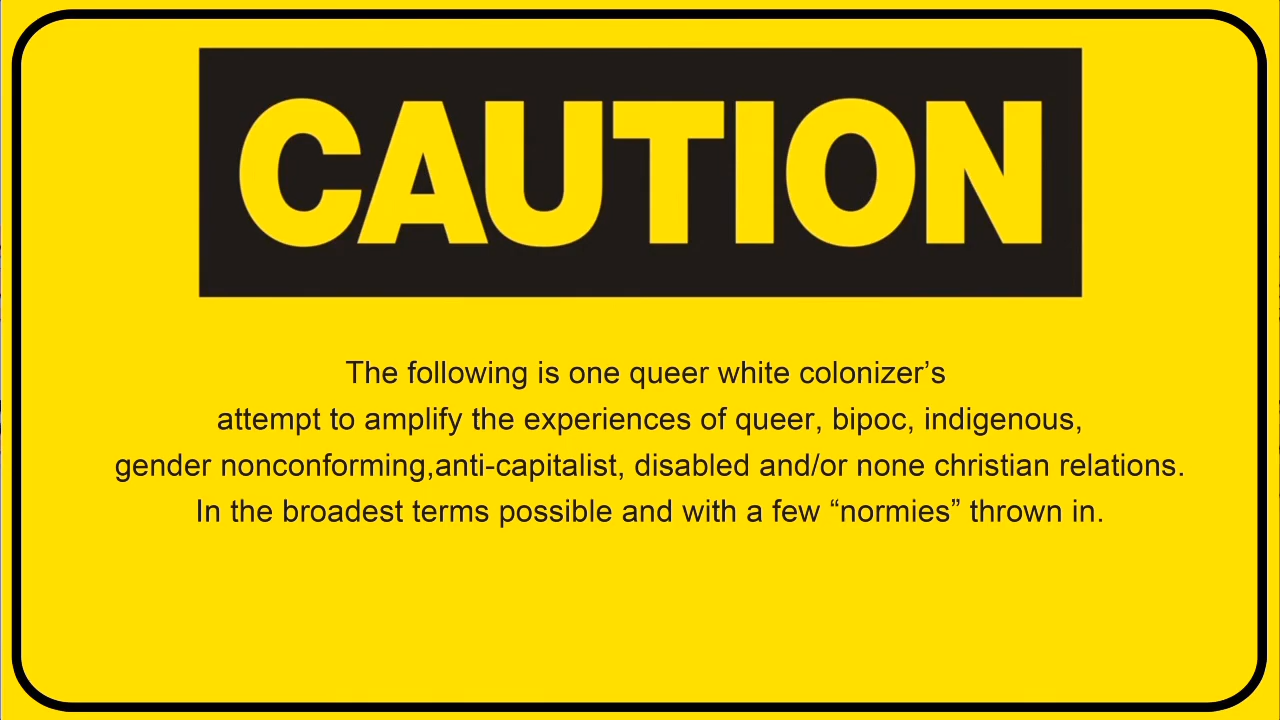 CAUTION
The following is one queer white colonizer’s
attempt to amplify the experiences of queer, bipoc, indigenous,
gender nonconforming,anti-capitalist, disabled and/or none christian relations.
In the broadest terms possible and with a few “normies” thrown in.